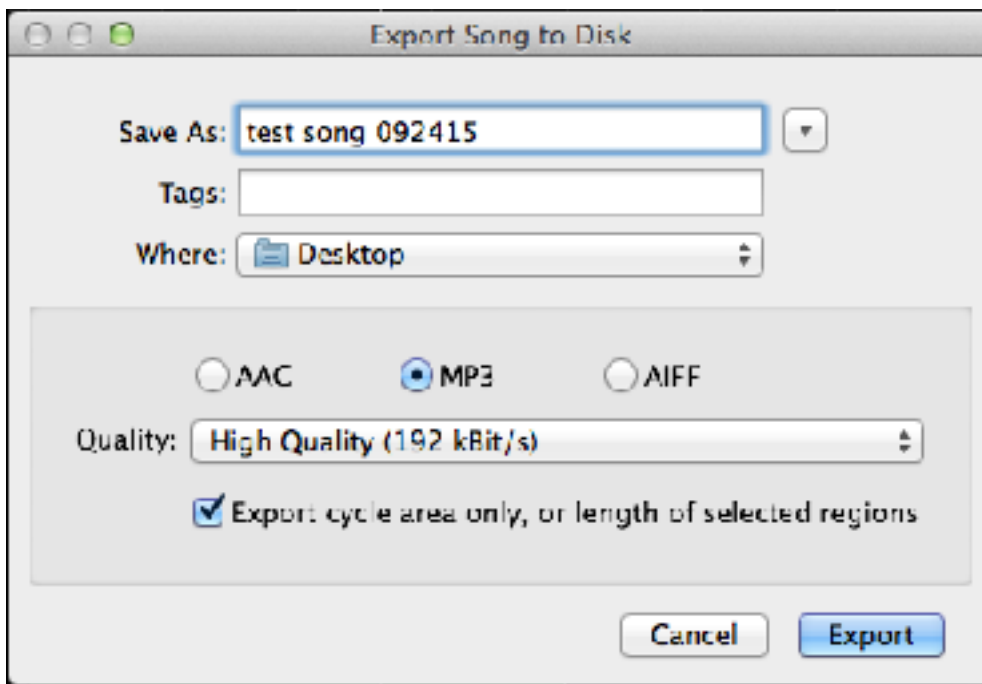 Export Song to Disk
Save As: test song 092415
Tags:
Where: Desktop
AAC MP3 AIFF
Quality: High Quality (192 kBit/s)
Export cycle area only, or length of selected regions
Cancel Export